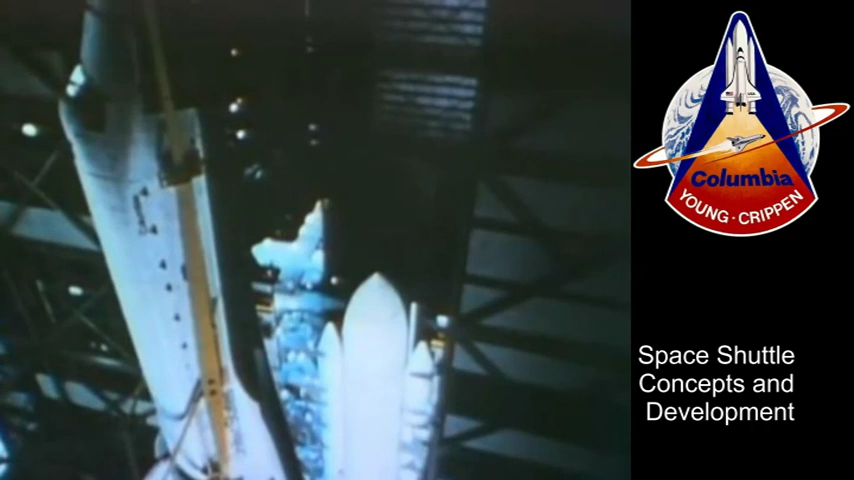 Columbia
YOUNG · CRIPPEN
Space Shuttle
Concepts and
Development